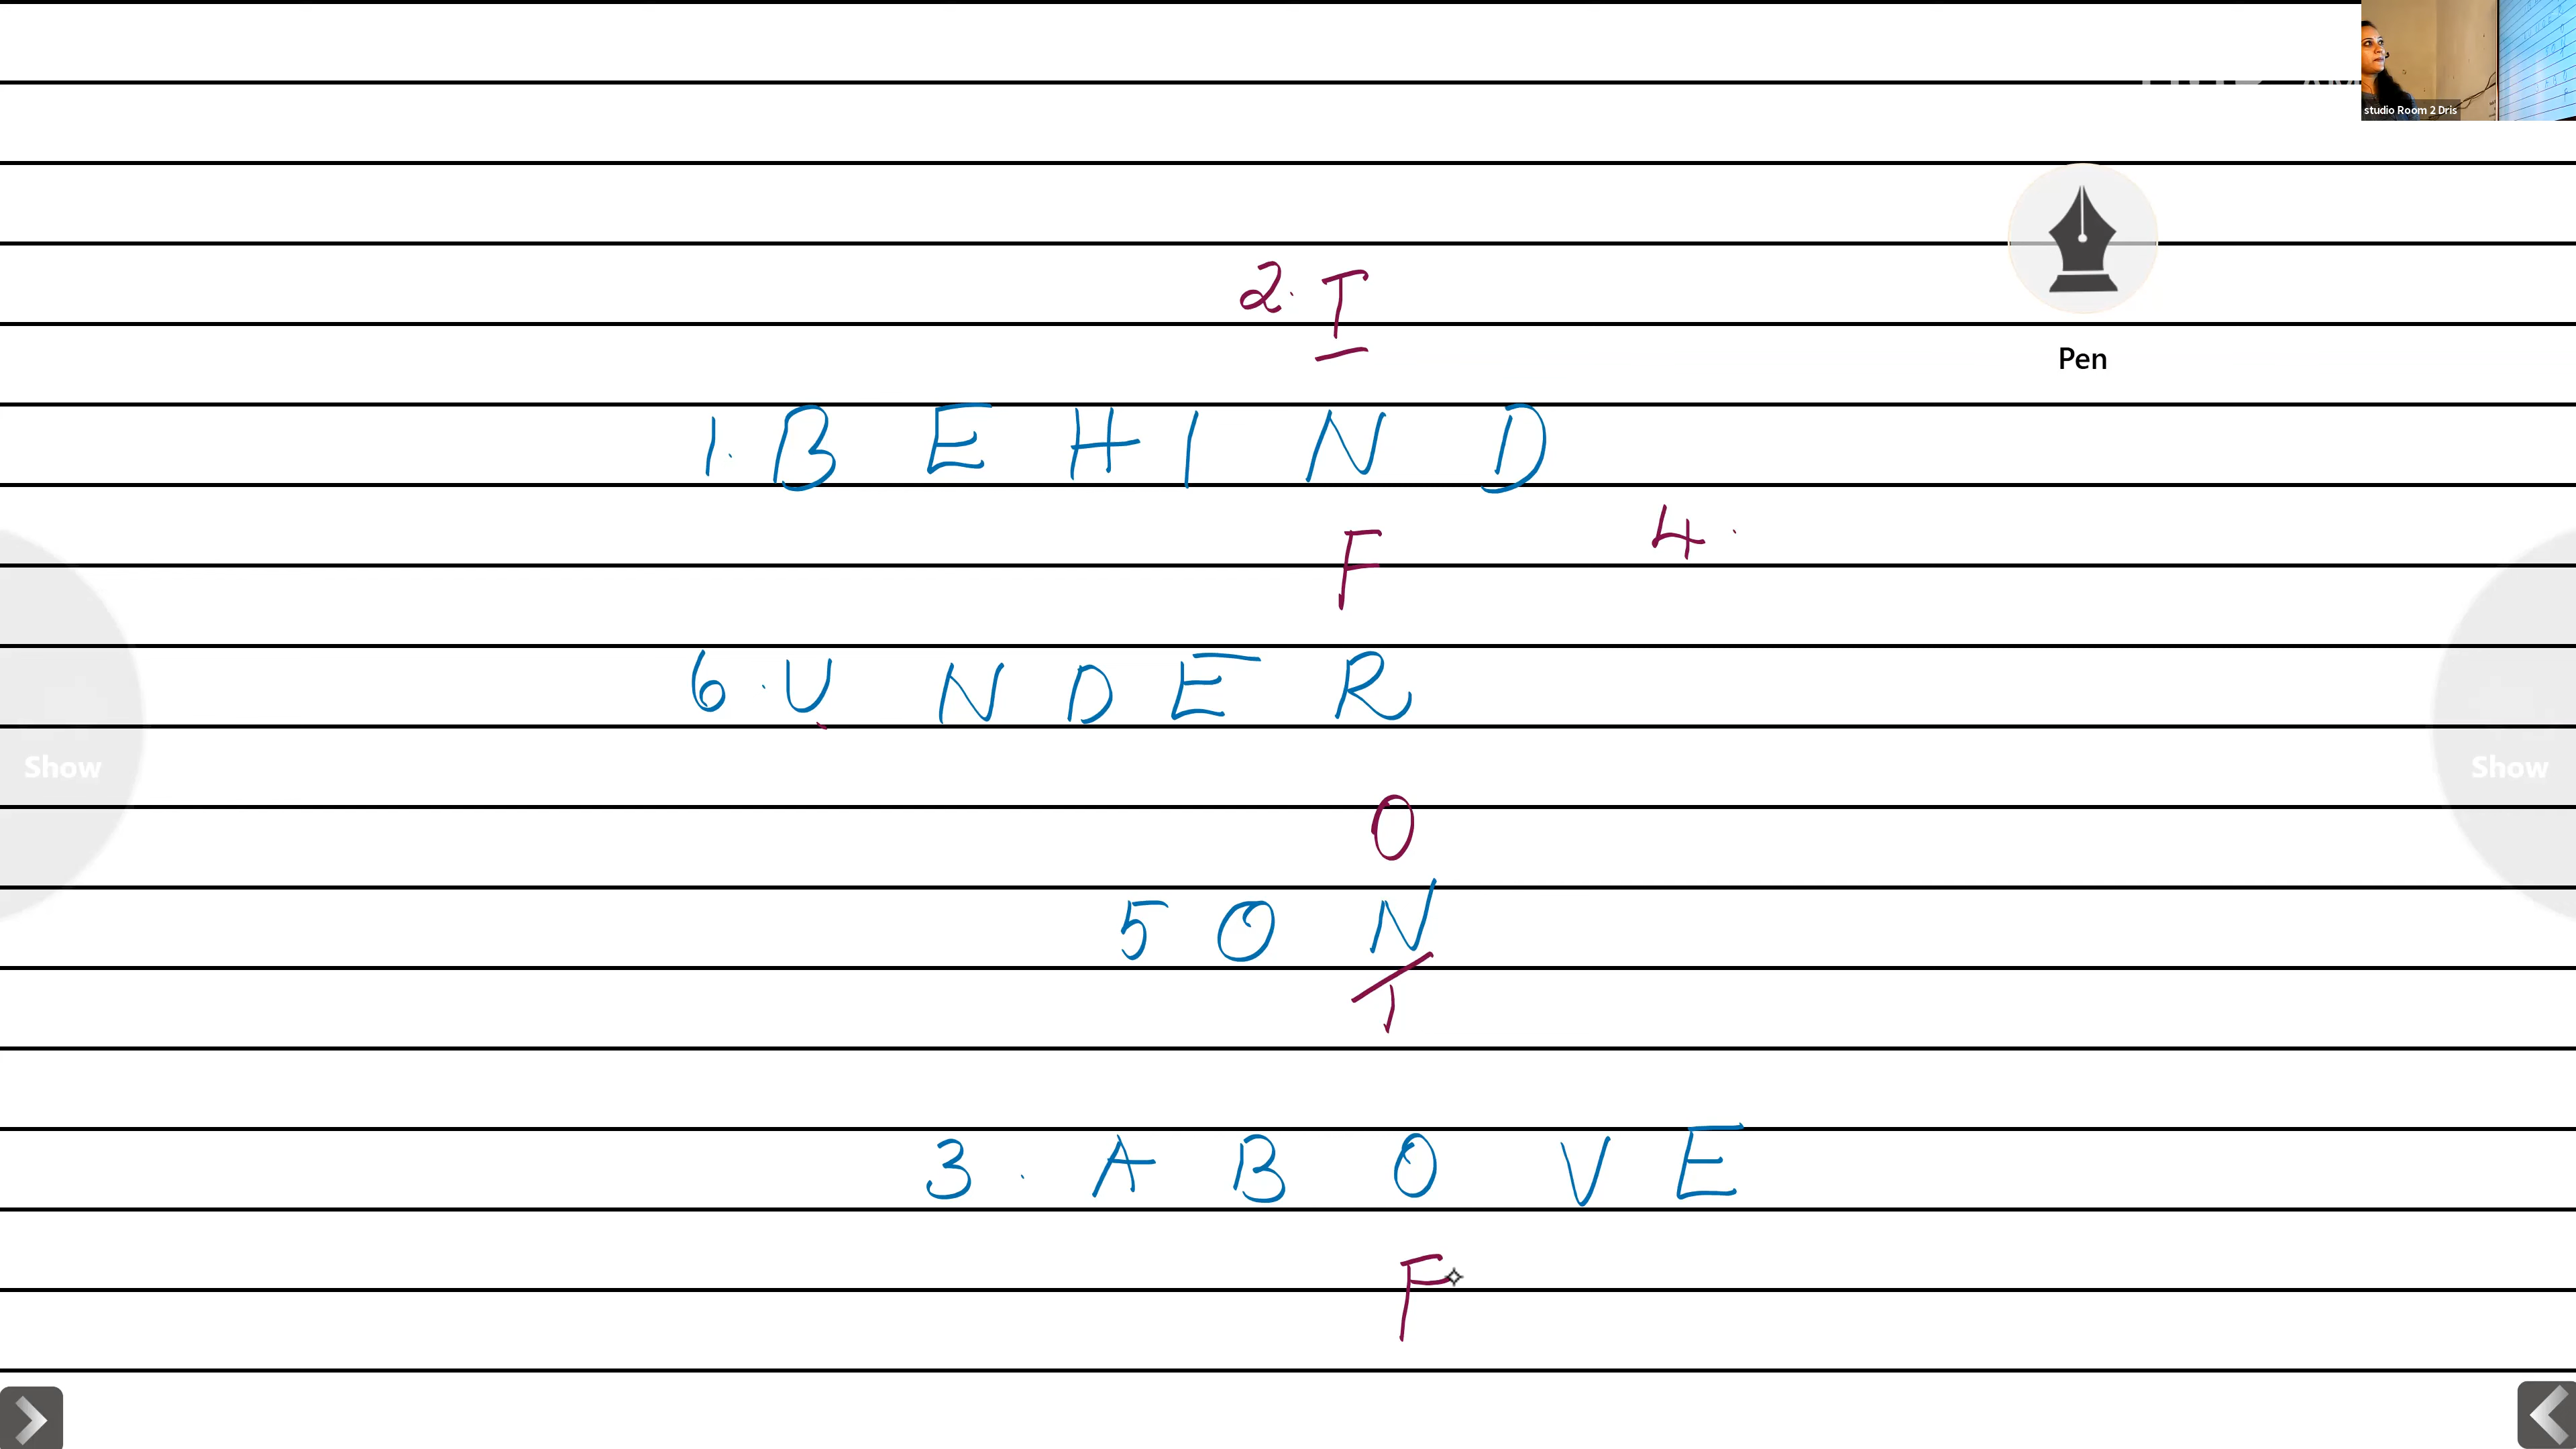 studio Room 2 Dris
2. I
Pen
1. B E H I N D
F 4.
6. U N D E R
Show Show
O
5 O N
T
3. A B O V E
F